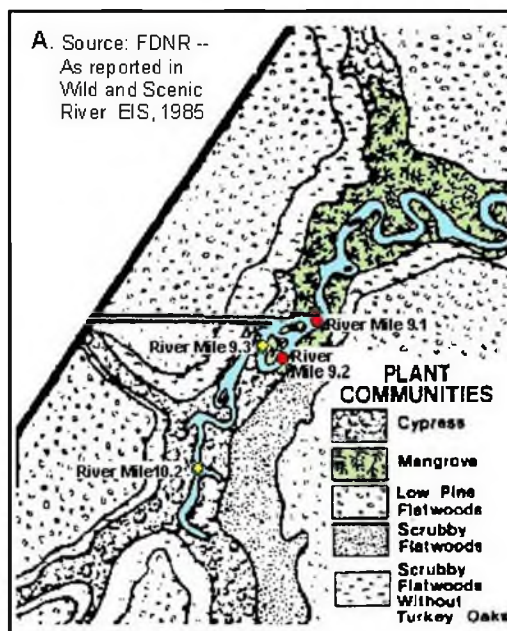 A. Source: FDNR --
As reported in
Wild and Scenic
River EIS, 1985
River Mile 9.1
River Mile 9.3
River
Mile 9.2
River Mile10.2
PLANT
COMMUNITIES
Cypress
Mangrove
Low Pine
Flatwoods
Scrubby
Flatwoods
Scrubby
Flatwoods
Without
Turkey Oaks